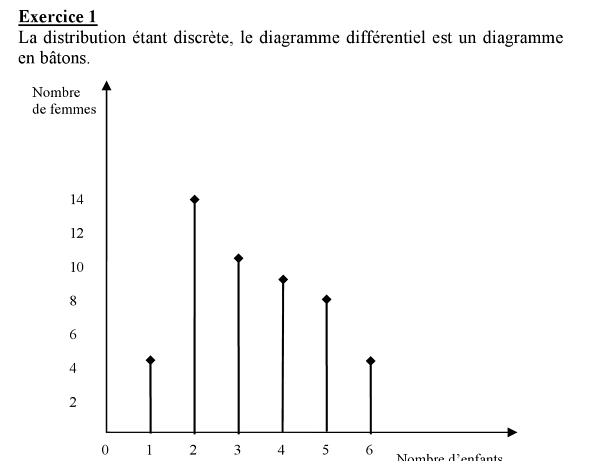 Exercice 1
La distribution étant discrète, le diagramme différentiel est un diagramme
en bâtons.
Nombre
de femmes
14
12
10
8
6
4
2
0 1 2 3 4 5 6
Nombre d'enfants